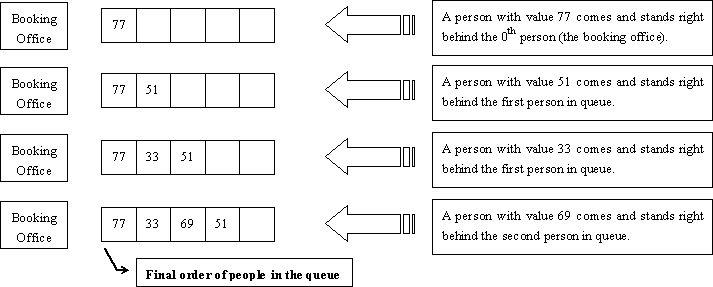 Booking
Office
77
A person with value 77 comes and stands right
behind the 0th person (the booking office).
Booking
Office
77 51
A person with value 51 comes and stands right
behind the first person in queue.
Booking
Office
77 33 51
A person with value 33 comes and stands right
behind the first person in queue.
Booking
Office
77 33 69 51
A person with value 69 comes and stands right
behind the second person in queue.
Final order of people in the queue